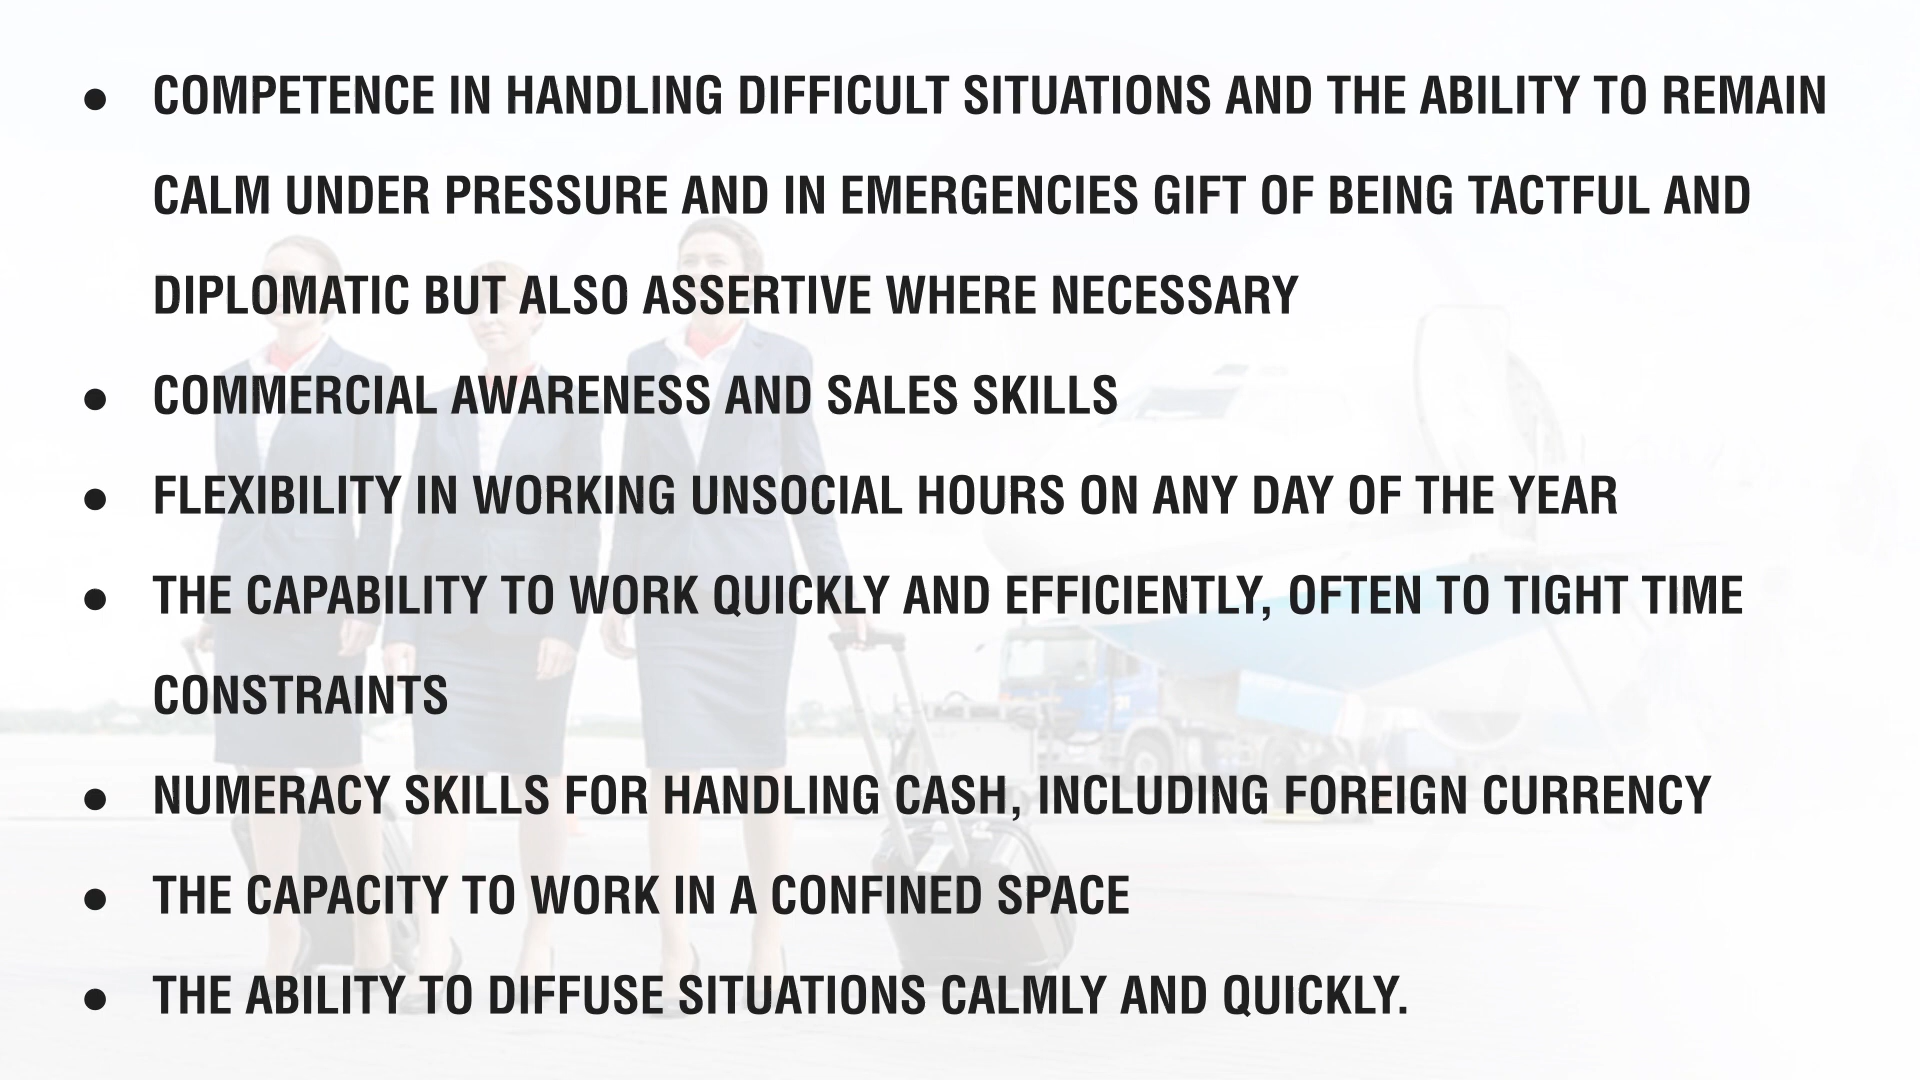 ● COMPETENCE IN HANDLING DIFFICULT SITUATIONS AND THE ABILITY TO REMAIN
CALM UNDER PRESSURE AND IN EMERGENCIES GIFT OF BEING TACTFUL AND
DIPLOMATIC BUT ALSO ASSERTIVE WHERE NECESSARY
● COMMERCIAL AWARENESS AND SALES SKILLS
● FLEXIBILITY IN WORKING UNSOCIAL HOURS ON ANY DAY OF THE YEAR
● THE CAPABILITY TO WORK QUICKLY AND EFFICIENTLY, OFTEN TO TIGHT TIME
CONSTRAINTS
● NUMERACY SKILLS FOR HANDLING CASH, INCLUDING FOREIGN CURRENCY
● THE CAPACITY TO WORK IN A CONFINED SPACE
● THE ABILITY TO DIFFUSE SITUATIONS CALMLY AND QUICKLY.